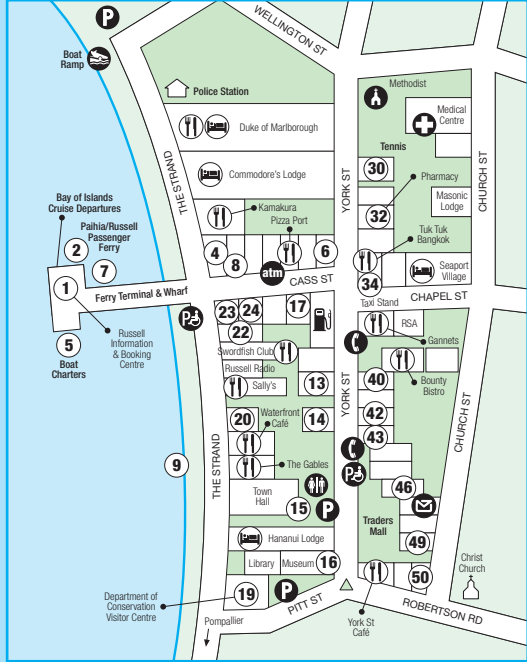 P
WELLINGTON ST
Boat
Ramp
Methodist
Police Station
Medical
Centre
Duke of Marlborough
Tennis
THE STRAND
Commodore's Lodge
30
Pharmacy
YORK ST
CHURCH ST
Masonic
Lodge
Bay of Islands
Cruise Departures
Kamakura
Pizza Port
32
Paihia/Russell
Passenger
Ferry
2
7
Tuk Tuk
Bangkok
4
8
6
atm
Seaport
Village
CASS ST
34
1
Ferry Terminal & Wharf
Taxi Stand
CHAPEL ST
23
24
17
P
RSA
Russell
Information
& Booking
Centre
22
Gannets
5
Boat
Charters
Swordfish Club
Russell Radio
Bounty
Bistro
Sally's
13
40
YORK ST
20
Waterfront
Café
14
42
43
CHURCH ST
THE STRAND
9
The Gables
P
Town
Hall
46
15
P
Traders
Mall
Hananui Lodge
49
Library
Museum
16
Christ
Church
50
Department of
Conservation
Visitor Centre
19
P
PITT ST
ROBERTSON RD
Pompallier
York St
Café